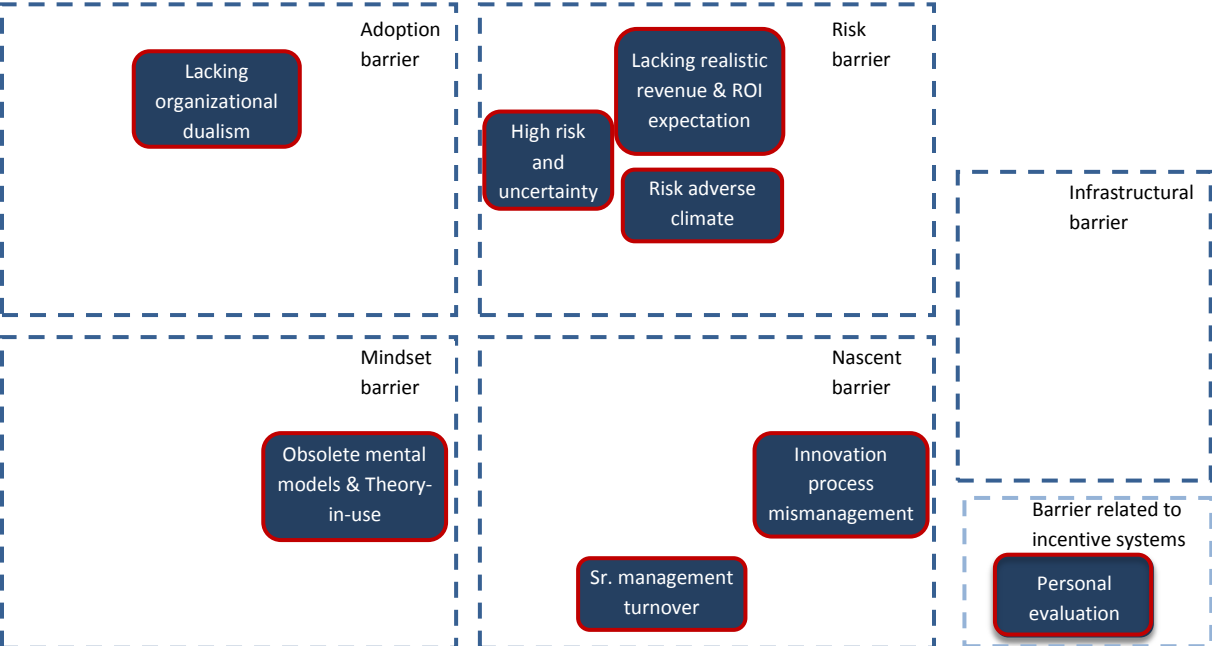 Adoption
barrier
Lacking
organizational
dualism
Risk
barrier
Lacking realistic
revenue & ROI
expectation
High risk
and
uncertainty
Risk adverse
climate
Infrastructural
barrier
Mindset
barrier
Obsolete mental
models & Theory-
in-use
Nascent
barrier
Innovation
process
mismanagement
Sr. management
turnover
Barrier related to
incentive systems
Personal
evaluation